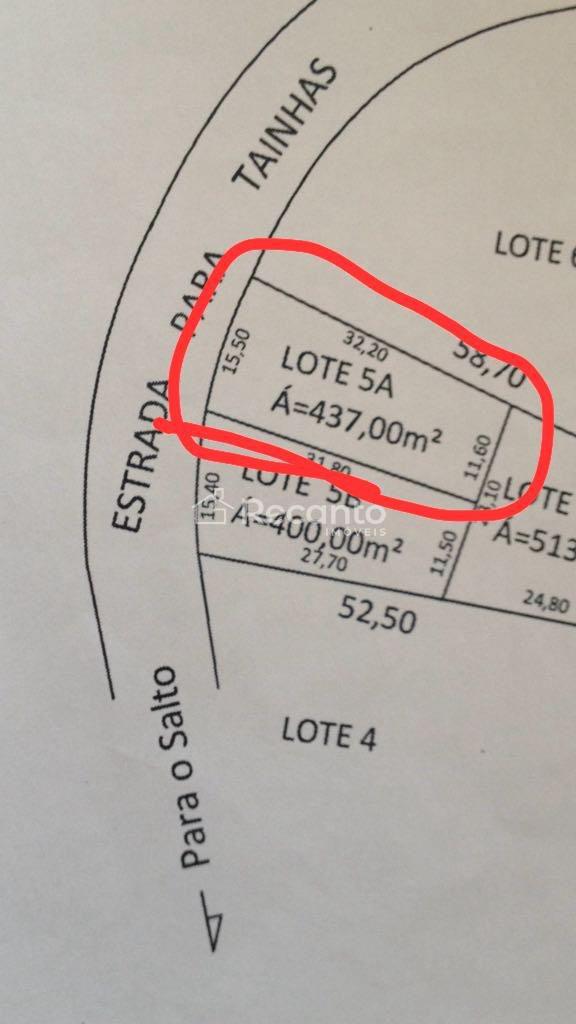 ESTRADA PARA TAINHAS
LOTE 6
15,50
32,20
58,70
LOTE 5A
Á=437,00m²
11,60
31,80
15,40
LOTE 5B
Á=400,00m²
11,50
27,70
52,50
LOTE
Á=513
24,80
LOTE 4
Para o Salto
Recanto
IMÓVEIS